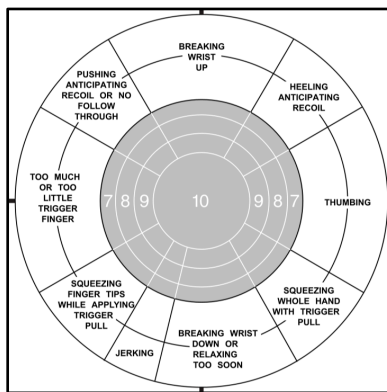 BREAKING
WRIST
UP
PUSHING
ANTICIPATING
RECOIL OR NO
FOLLOW
THROUGH
HEELING
ANTICIPATING
RECOIL
TOO MUCH
OR TOO
LITTLE
TRIGGER
FINGER
7 8 9 10 9 8 7
THUMBING
SQUEEZING
FINGER TIPS
WHILE APPLYING
TRIGGER
PULL
SQUEEZING
WHOLE HAND
WITH TRIGGER
PULL
JERKING
BREAKING WRIST
DOWN OR
RELAXING
TOO SOON